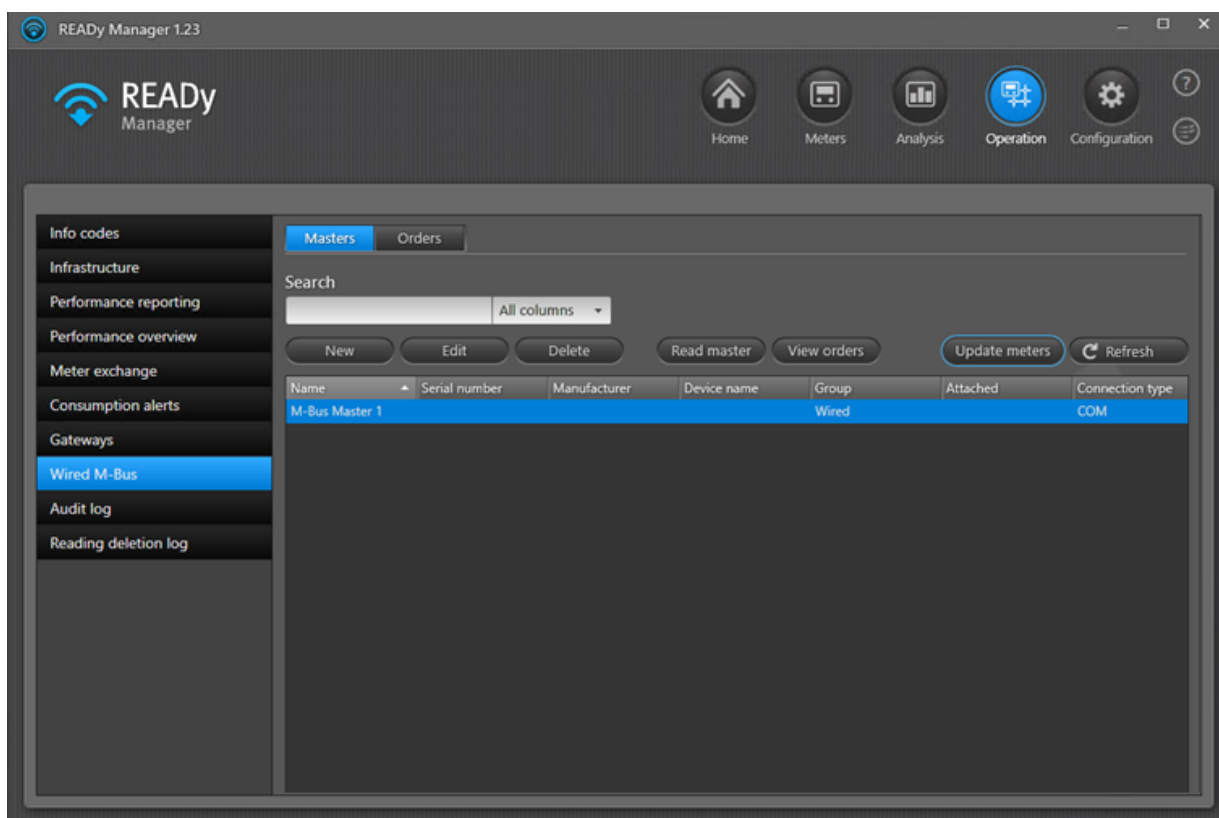 READy Manager 1.23
READy
Manager
Home Meters Analysis Operation Configuration
?
Info codes
Infrastructure
Performance reporting
Performance overview
Meter exchange
Consumption alerts
Gateways
Wired M-Bus
Audit log
Reading deletion log
Masters Orders
Search
All columns
New Edit Delete Read master View orders Update meters Refresh
Name Serial number Manufacturer Device name Group Attached Connection type
M-Bus Master 1 Wired COM